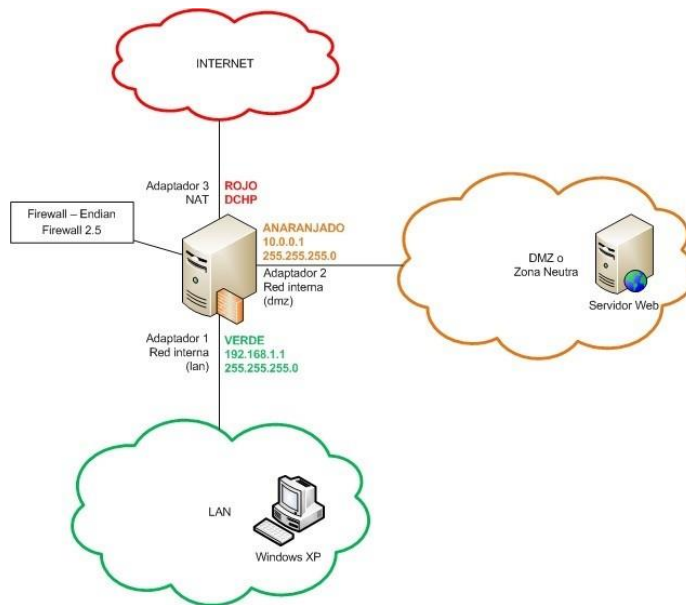 INTERNET
Adaptador 3
NAT
ROJO
DCHP
Firewall – Endian
Firewall 2.5
ANARANJADO
10.0.0.1
255.255.255.0
Adaptador 2
Red interna
(dmz)
DMZ o
Zona Neutra
Servidor Web
Adaptador 1
Red interna
(lan)
VERDE
192.168.1.1
255.255.255.0
LAN
Windows XP